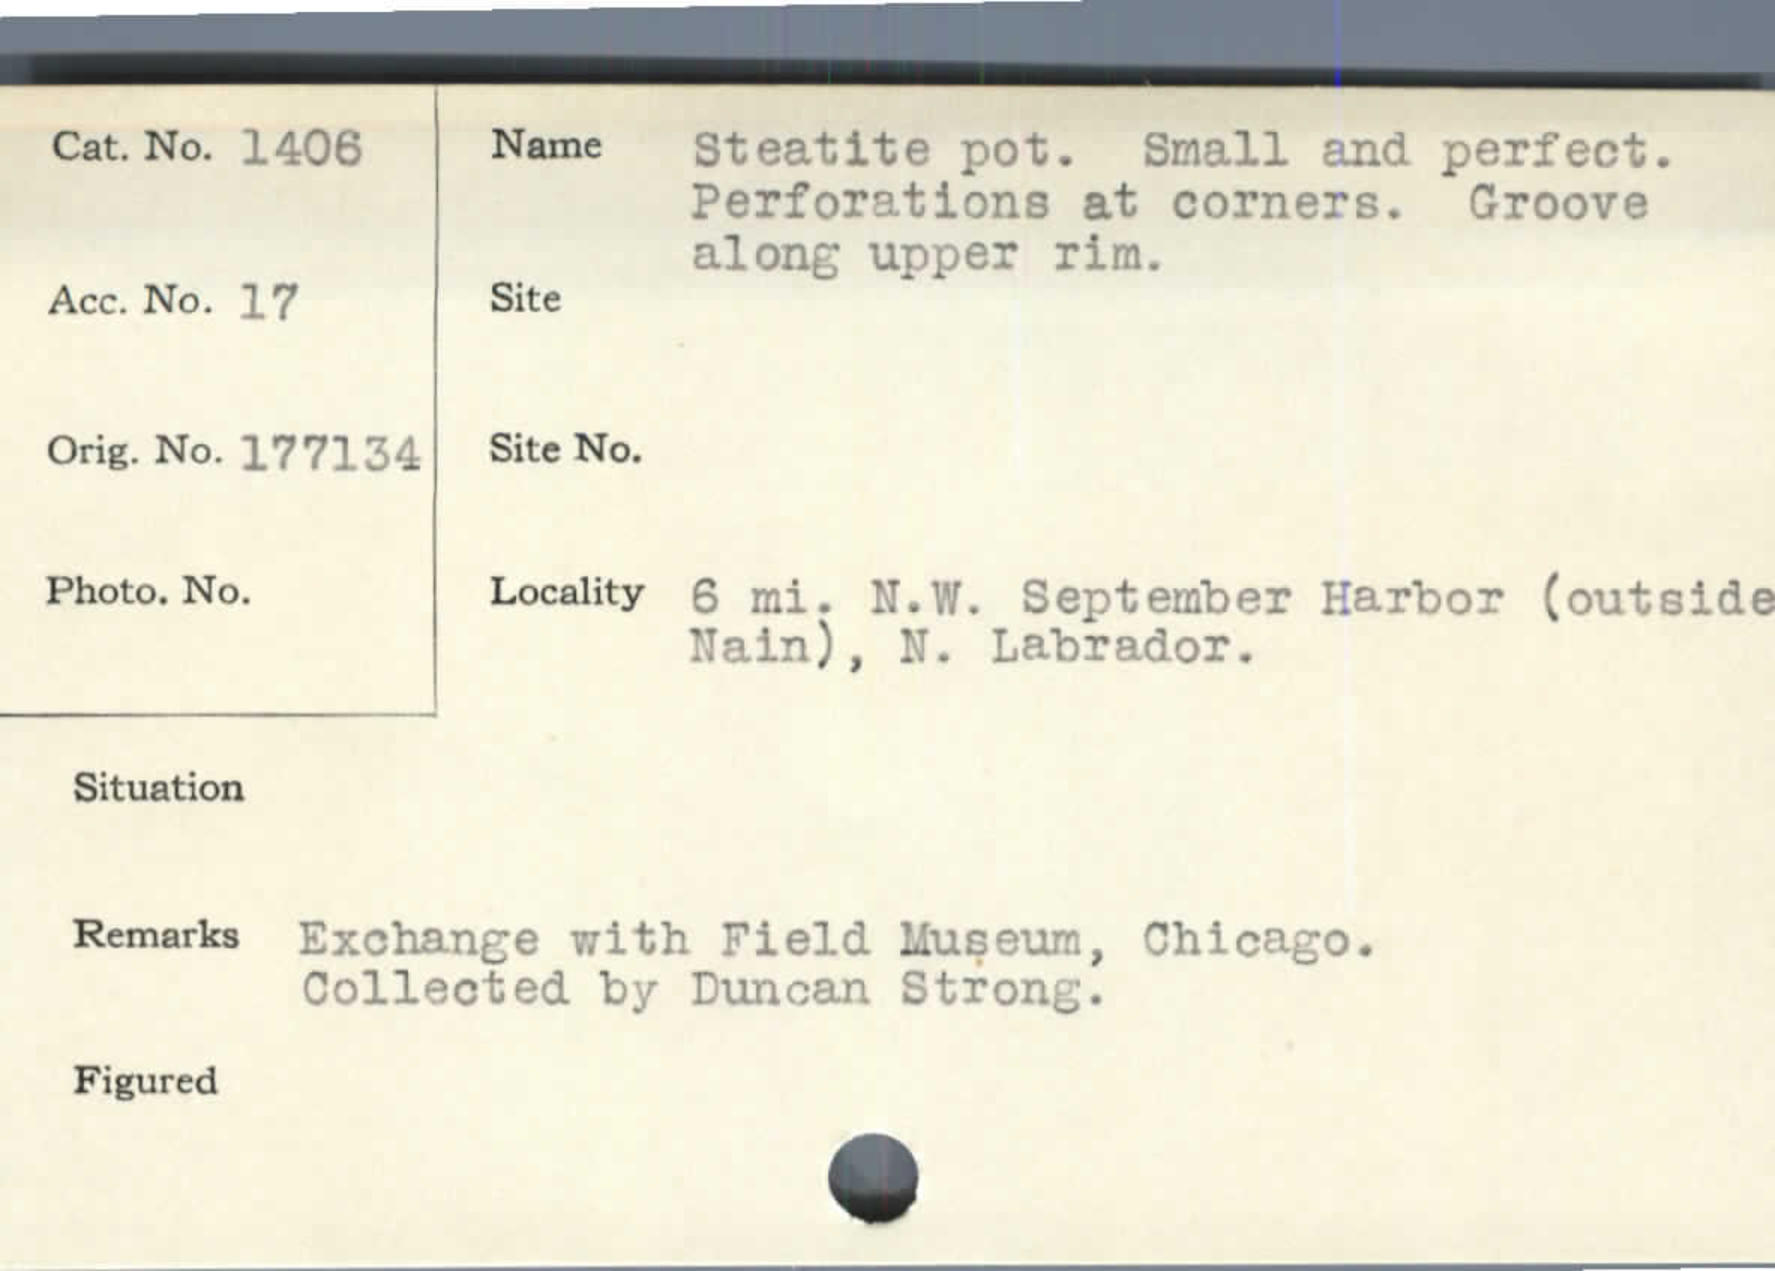 Cat. No. 1406
Name Steatite pot. Small and perfect.
Perforations at corners. Groove
along upper rim.
Acc. No. 17
Site
Orig. No. 177134
Site No.
Photo. No.
Locality 6 mi. N.W. September Harbor (outside
Nain), N. Labrador.
Situation
Remarks Exchange with Field Museum, Chicago.
Collected by Duncan Strong.
Figured